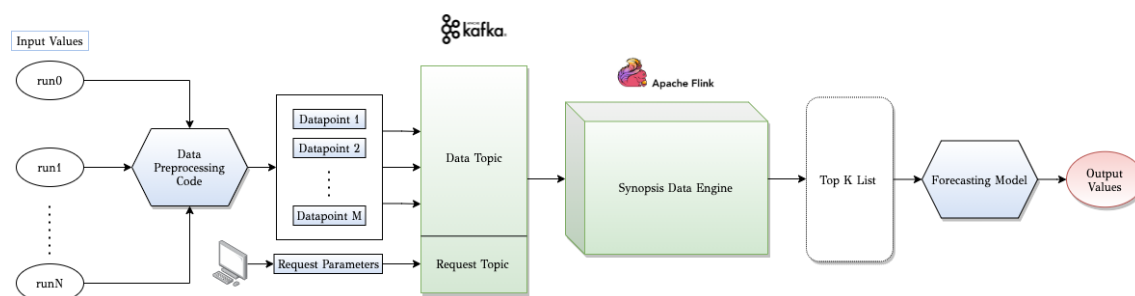 Input Values
run0
run1
runN
Data
Preprocessing
Code
Datapoint 1
Datapoint 2
Datapoint M
Request Parameters
kafka.
Data Topic
Request Topic
Apache Flink
Synopsis Data Engine
Top K List
Forecasting Model
Output
Values